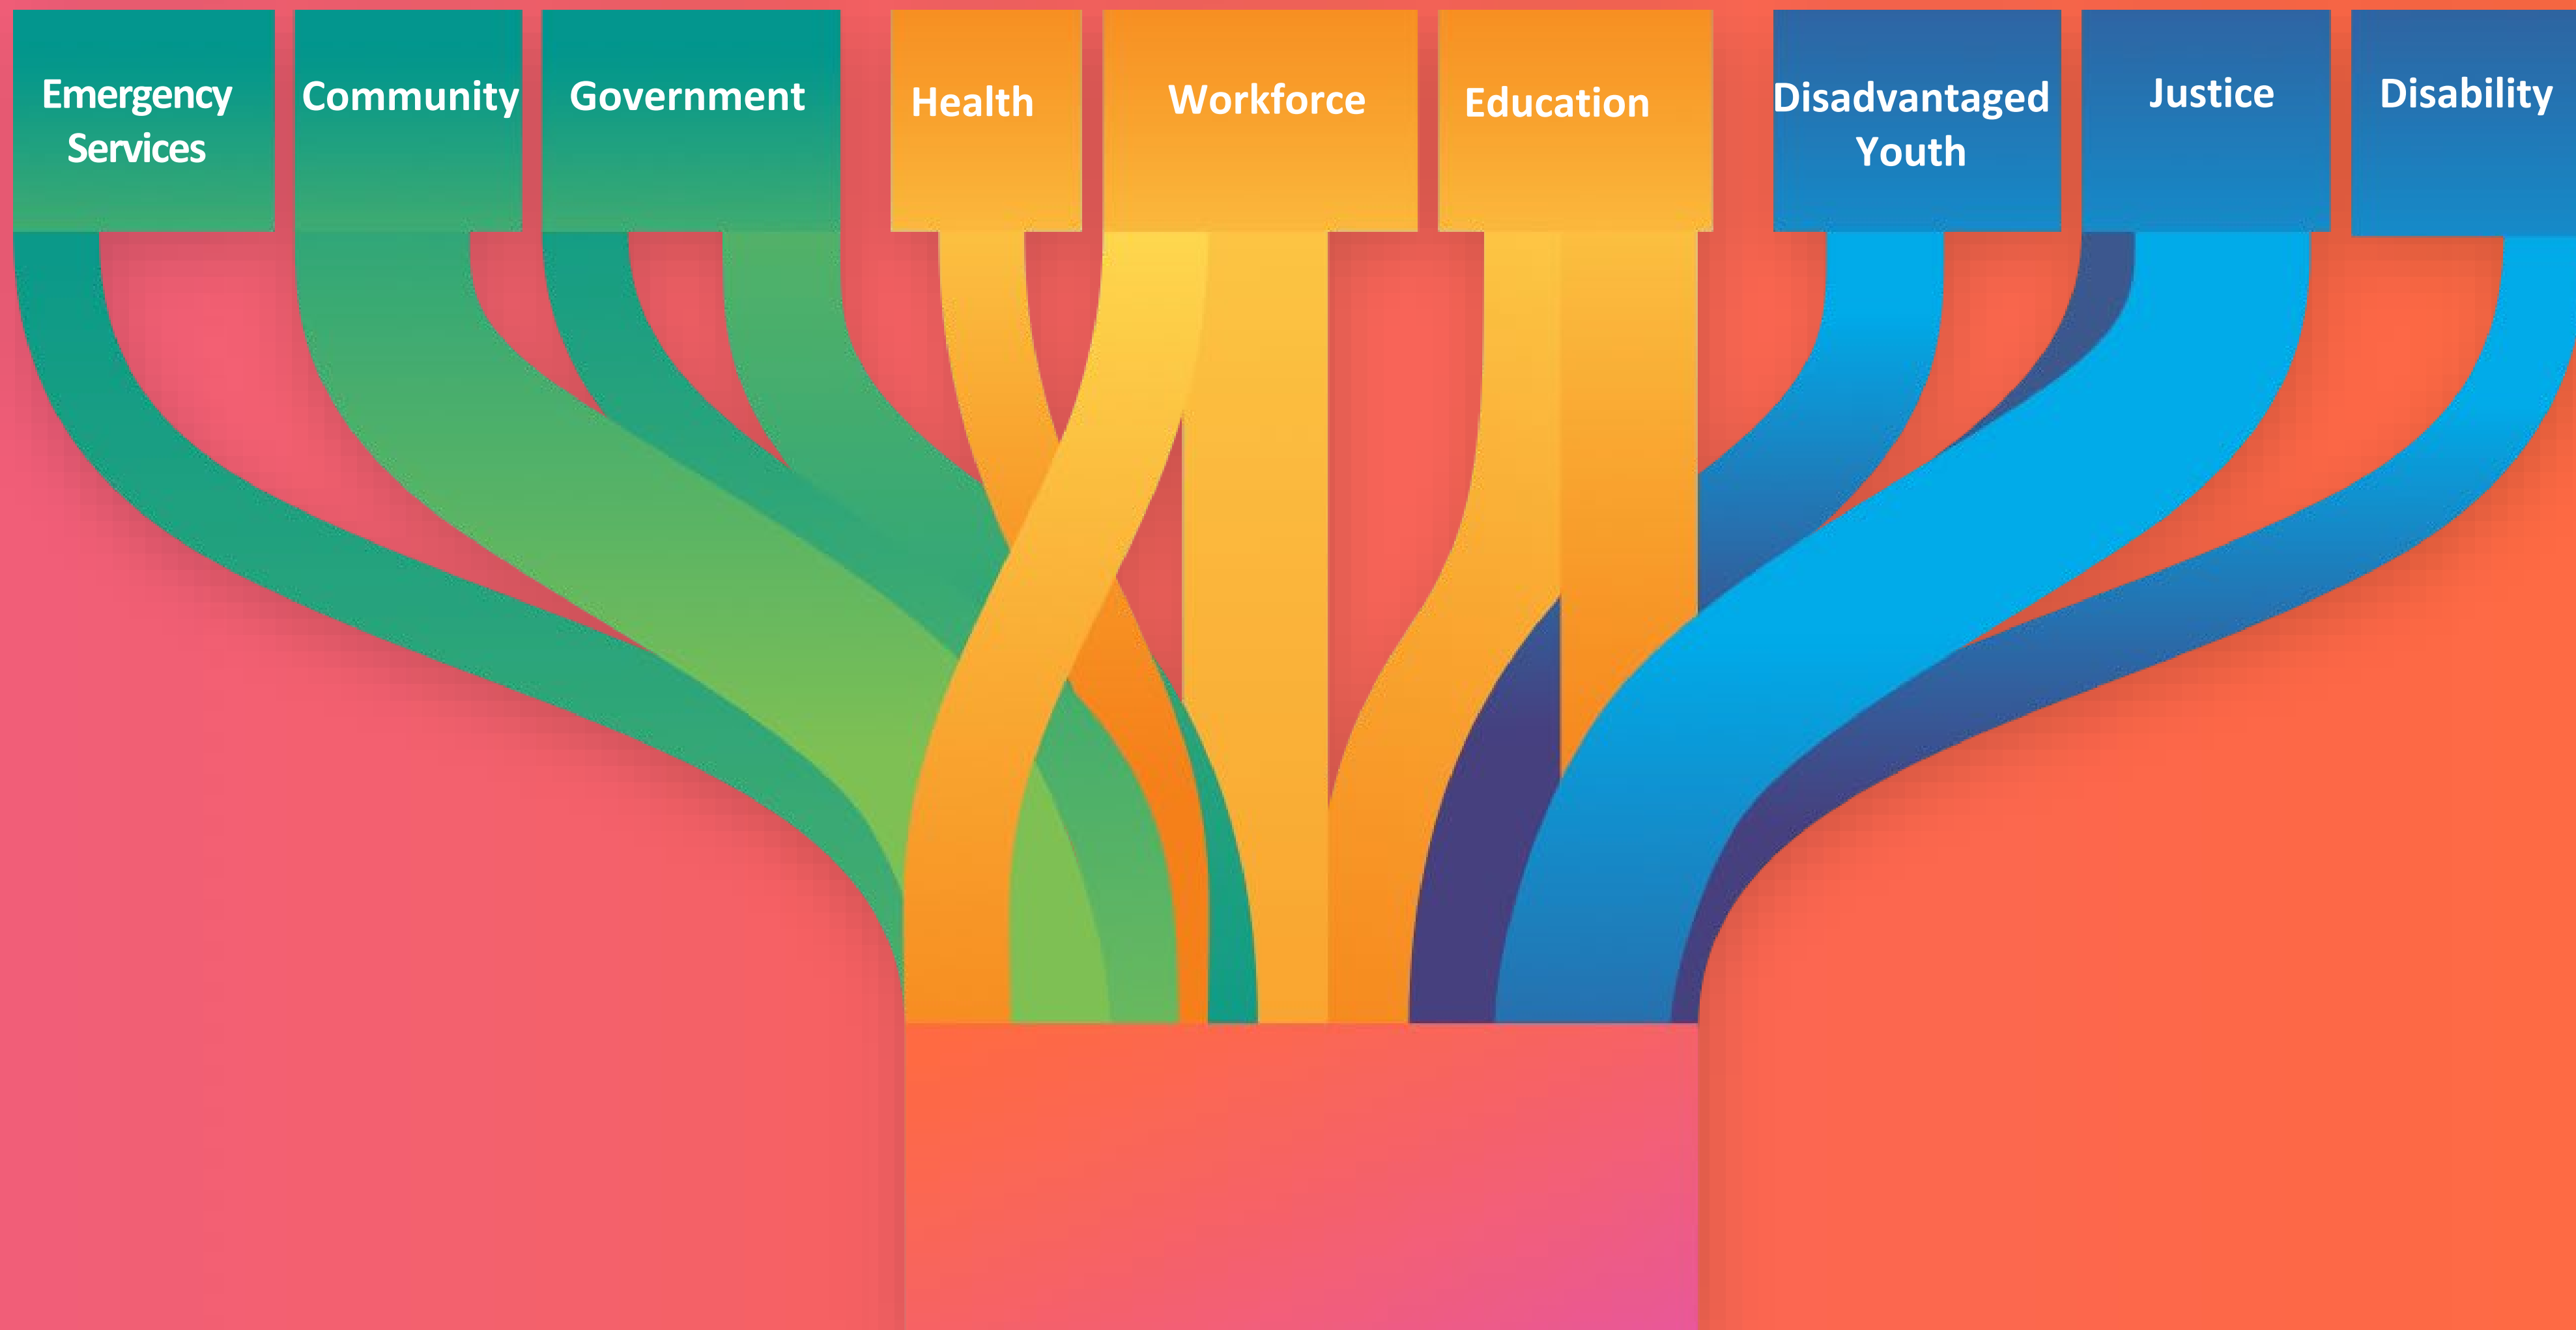 Emergency
Services
Community
Government
Health
Workforce
Education
Disadvantaged
Youth
Justice
Disability